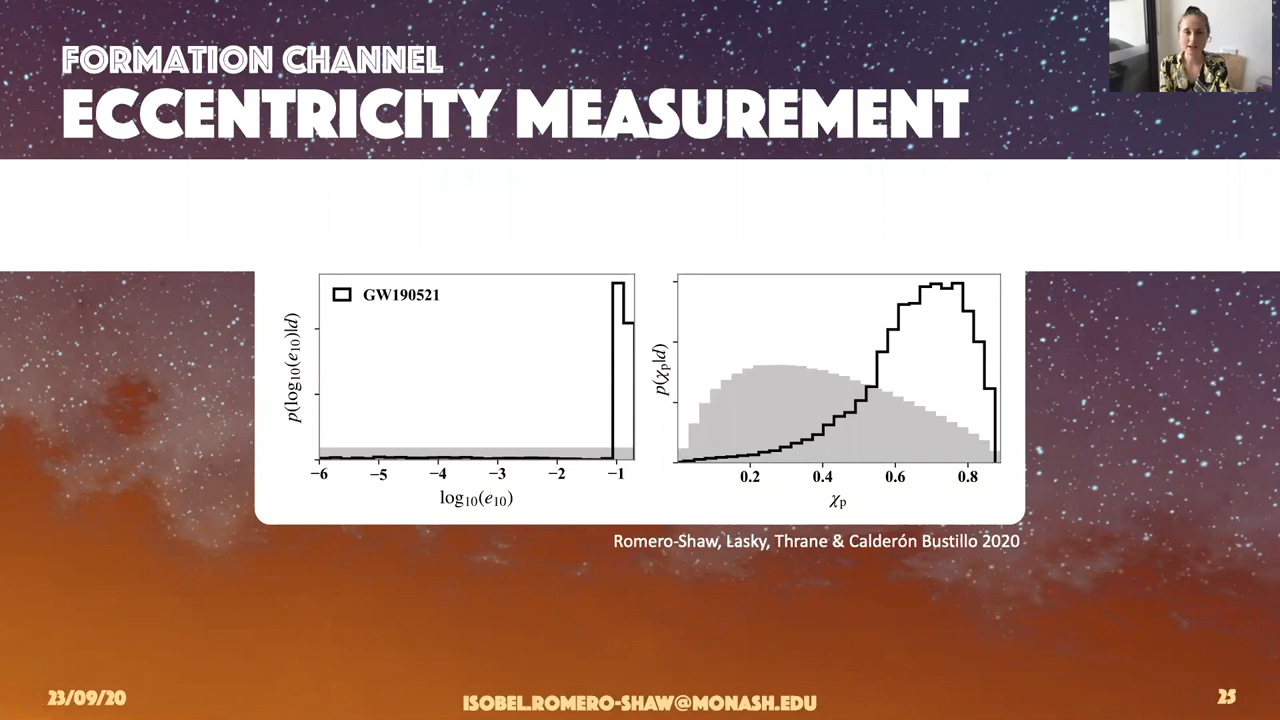 FORMATION CHANNEL
ECCENTRICITY MEASUREMENT
GW190521
p(log10(e10)|d)
−6 −5 −4 −3 −2 −1
log10(e10)
p(χp|d)
0.2 0.4 0.6 0.8
χp
Romero-Shaw, Lasky, Thrane & Calderón Bustillo 2020
23/09/20
ISOBEL.ROMERO-SHAW@MONASH.EDU
25